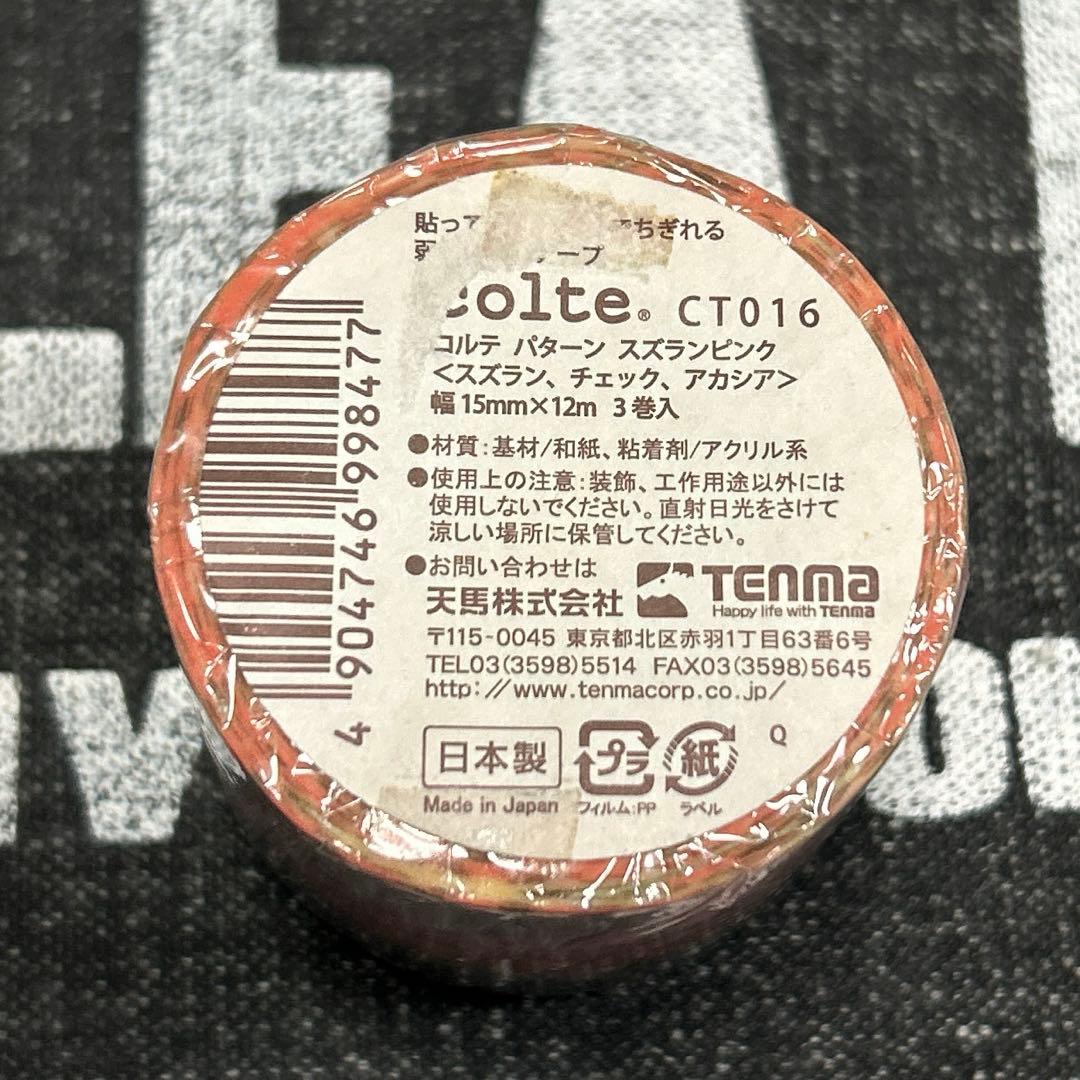 貼って でちぎれる
テープ
colte® CT016
コルテ パターン スズランピンク
<スズラン、チェック、アカシア>
幅15mm×12m 3巻入
●材質:基材/和紙、粘着剤/アクリル系
●使用上の注意:装飾、工作用途以外には
使用しないでください。直射日光をさけて
涼しい場所に保管してください。
●お問い合わせは
天馬株式会社 TENMA
Happy life with TENMA
〒115-0045 東京都北区赤羽1丁目63番6号
TEL03(3598)5514 FAX03(3598)5645
http://www.tenmacorp.co.jp/
日本製 プラ 紙 Q
Made in Japan フィルム:PP ラベル
4 904746 998477